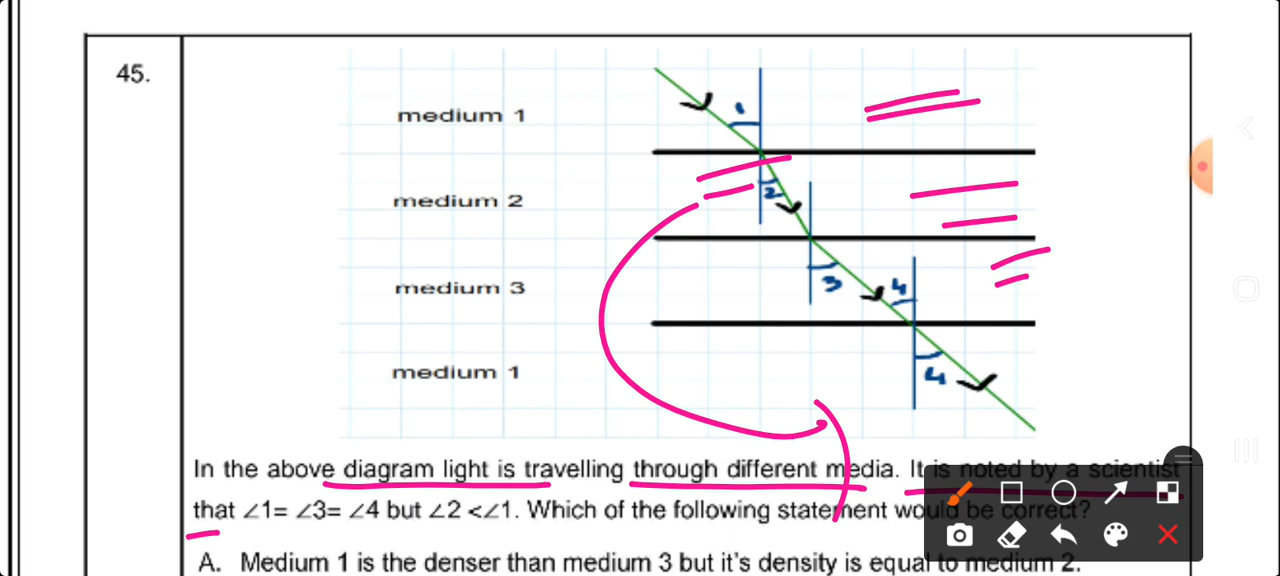 45.
medium 1
1
medium 2
2
medium 3
3
4
medium 1
4
In the above diagram light is travelling through different media. It is noted by a scientist
that ∠1= ∠3= ∠4 but ∠2 <∠1. Which of the following statement would be correct?
A. Medium 1 is the denser than medium 3 but it's density is equal to medium 2.